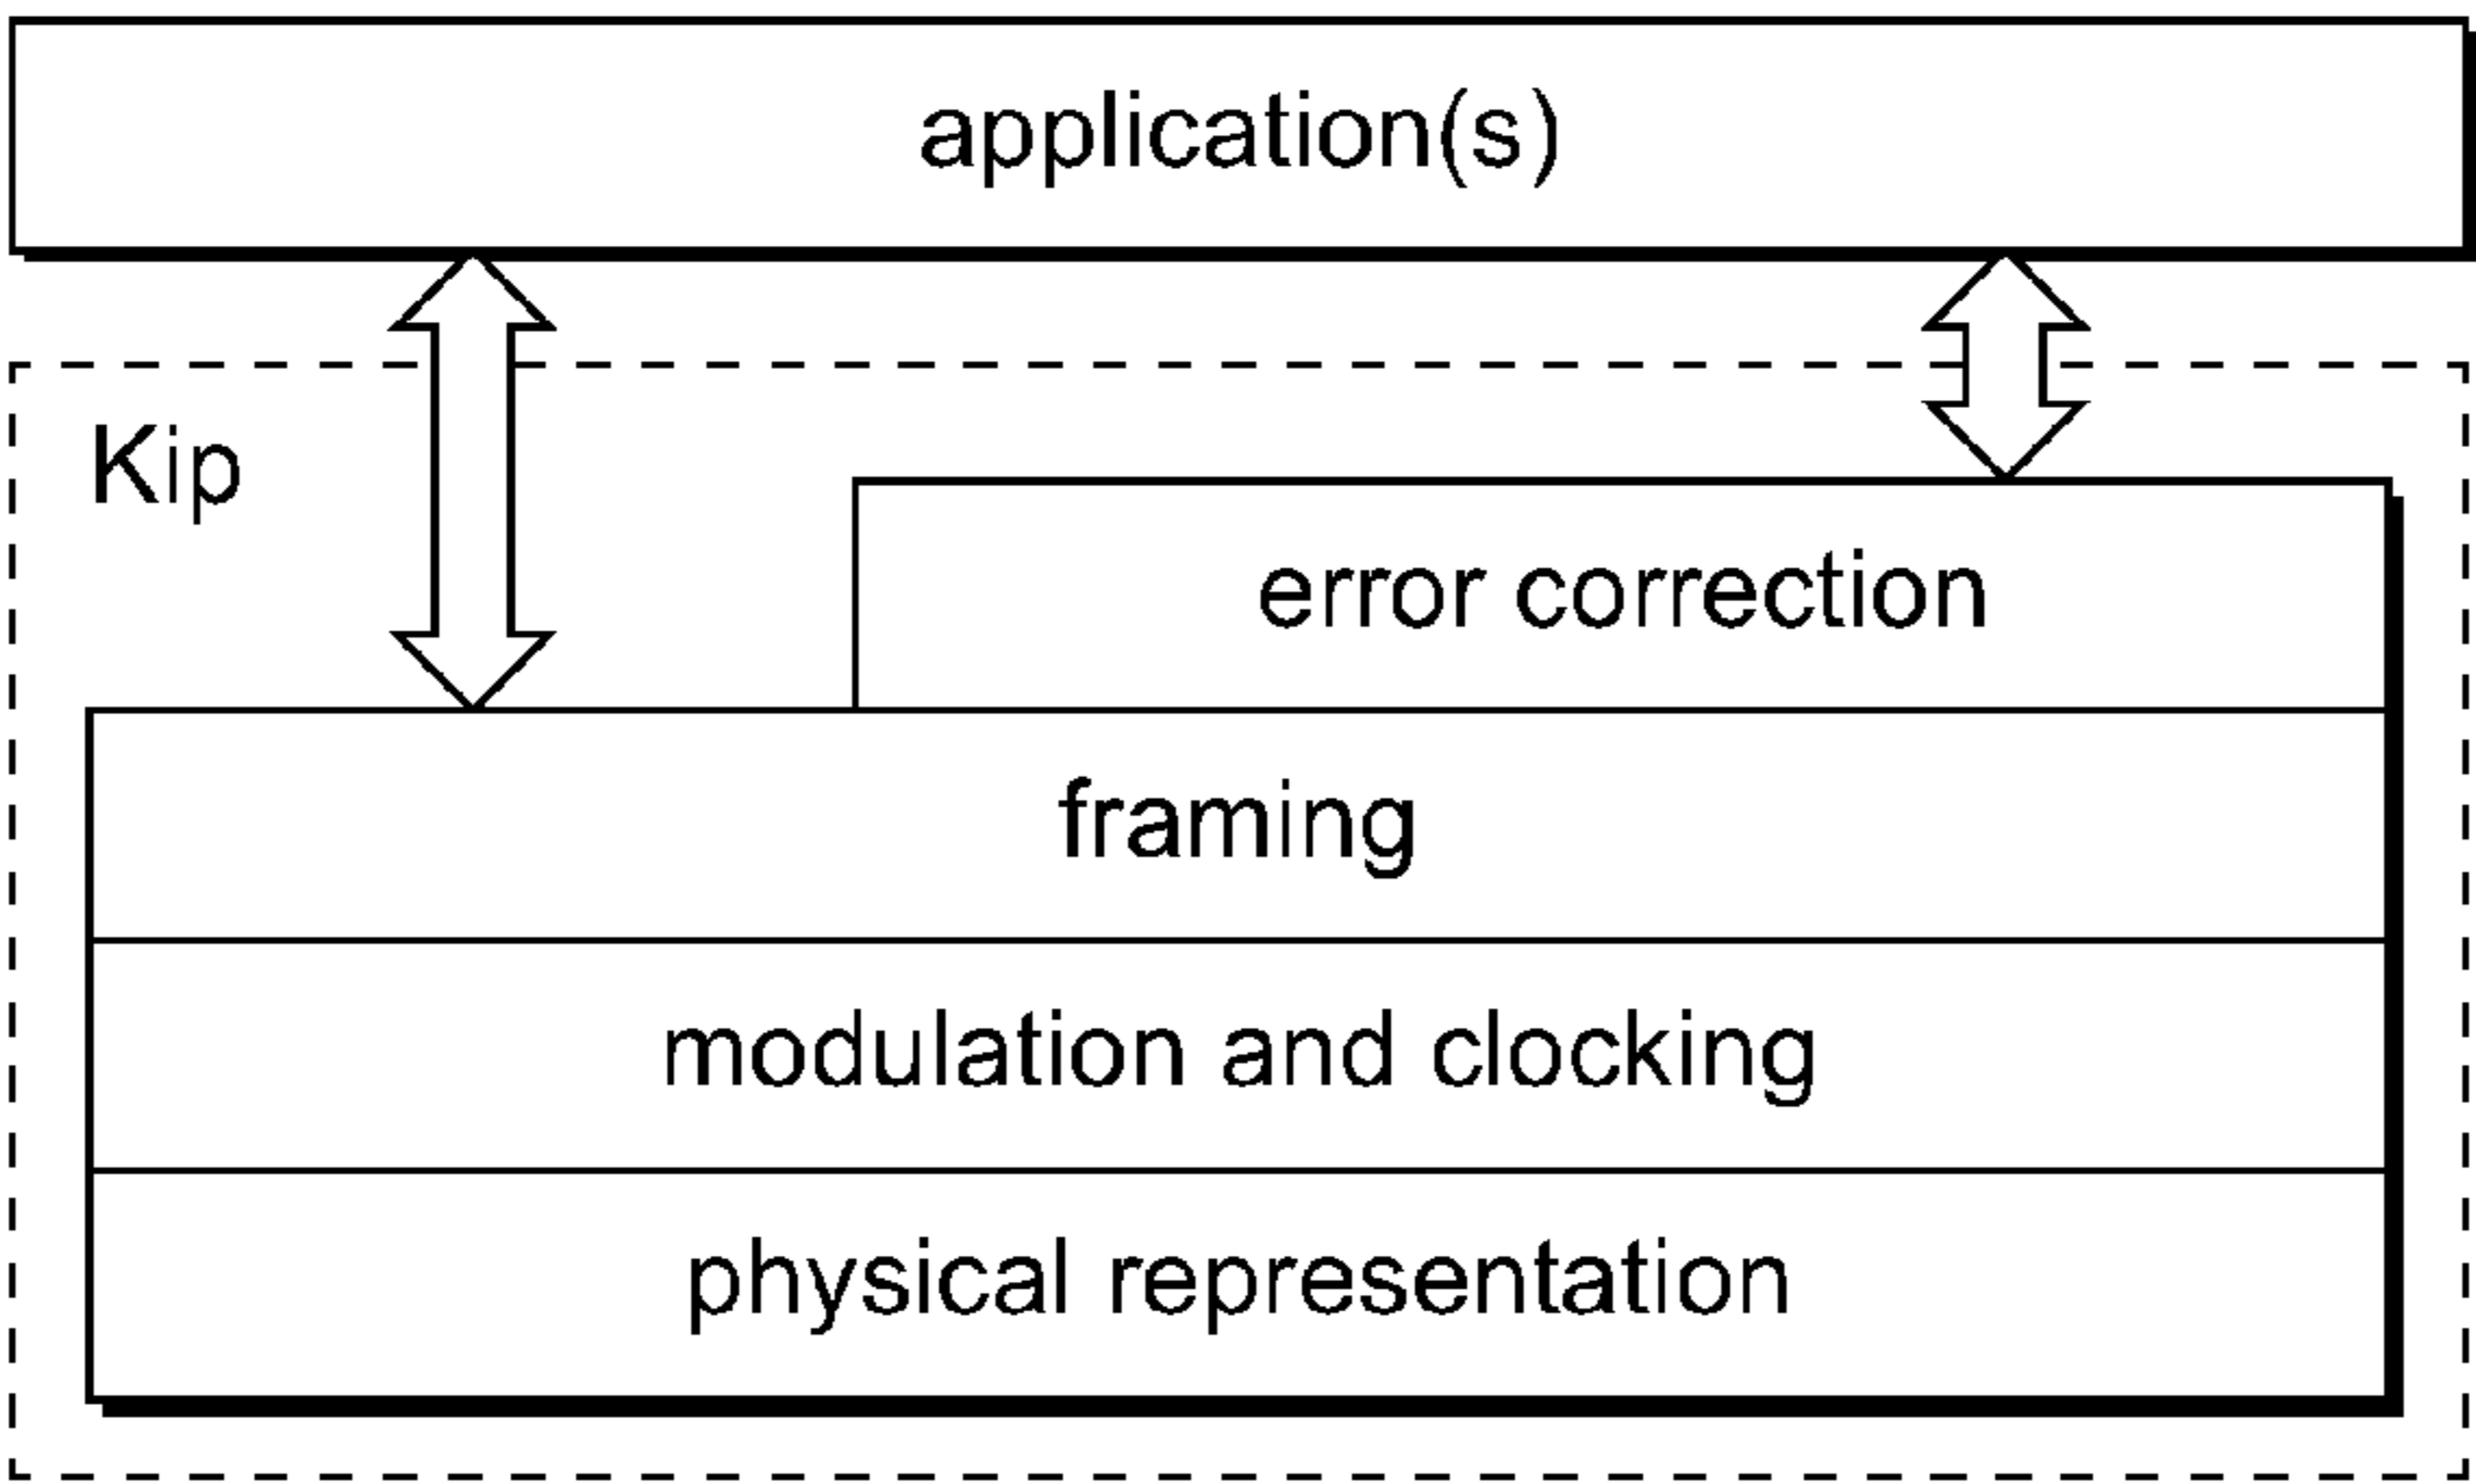 application(s)
Kip
error correction
framing
modulation and clocking
physical representation